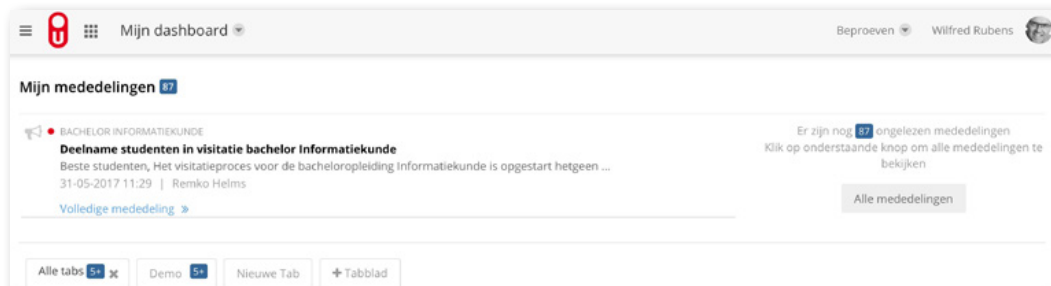 Mijn dashboard
Beproeven
Wilfred Rubens
Mijn mededelingen 87
BACHELOR INFORMATIEKUNDE
Deelname studenten in visitatie bachelor Informatiekunde
Beste studenten, Het visitatieproces voor de bacheloropleiding Informatiekunde is opgestart hetgeen ...
31-05-2017 11:29 | Remko Helms
Volledige mededeling »
Er zijn nog 87 ongelezen mededelingen
Klik op onderstaande knop om alle mededelingen te
bekijken
Alle mededelingen
Alle tabs 5+ ×
Demo 5+
Nieuwe Tab
+ Tabblad